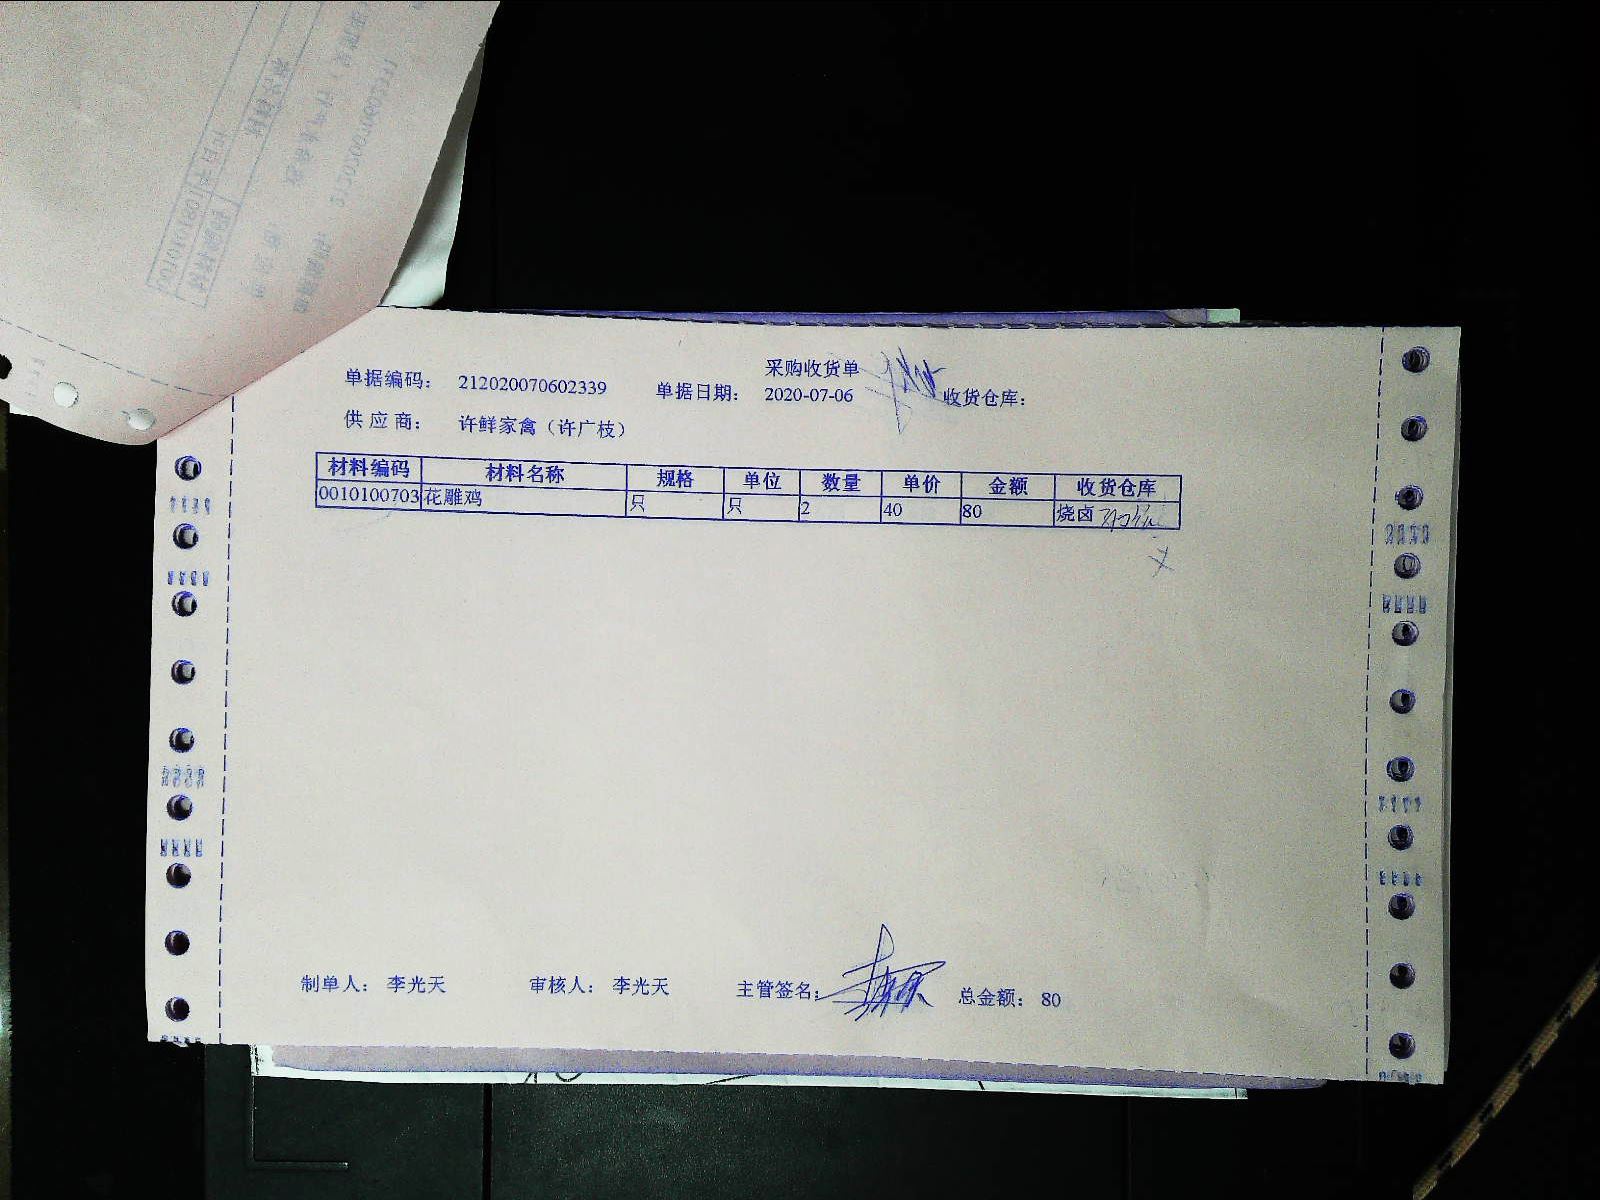 采购收货单
单据编码： 212020070602339 单据日期： 2020-07-06 收货仓库：
供 应 商： 许鲜家禽（许广枝）
材料编码 材料名称 规格 单位 数量 单价 金额 收货仓库
0010100703 花雕鸡 只 只 2 40 80 烧卤
制单人： 李光天 审核人： 李光天 主管签名： 总金额： 80